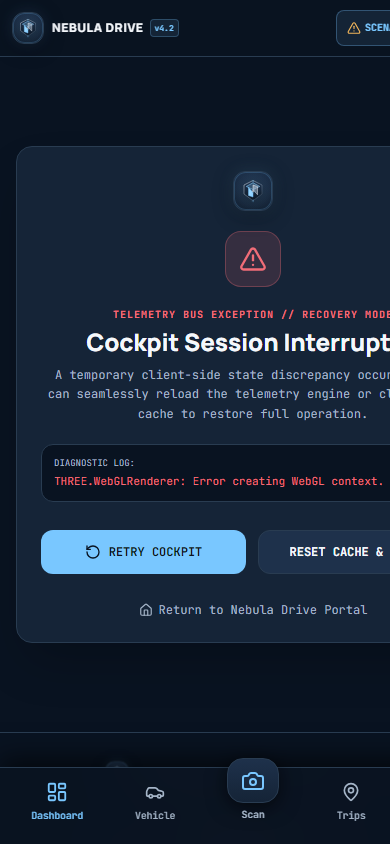 NEBULA DRIVE v4.2
SCEN
TELEMETRY BUS EXCEPTION // RECOVERY MODE
Cockpit Session Interrupt
A temporary client-side state discrepancy occur
can seamlessly reload the telemetry engine or cl
cache to restore full operation.
DIAGNOSTIC LOG:
THREE.WebGLRenderer: Error creating WebGL context.
RETRY COCKPIT
RESET CACHE &
Return to Nebula Drive Portal
Dashboard
Vehicle
Scan
Trips